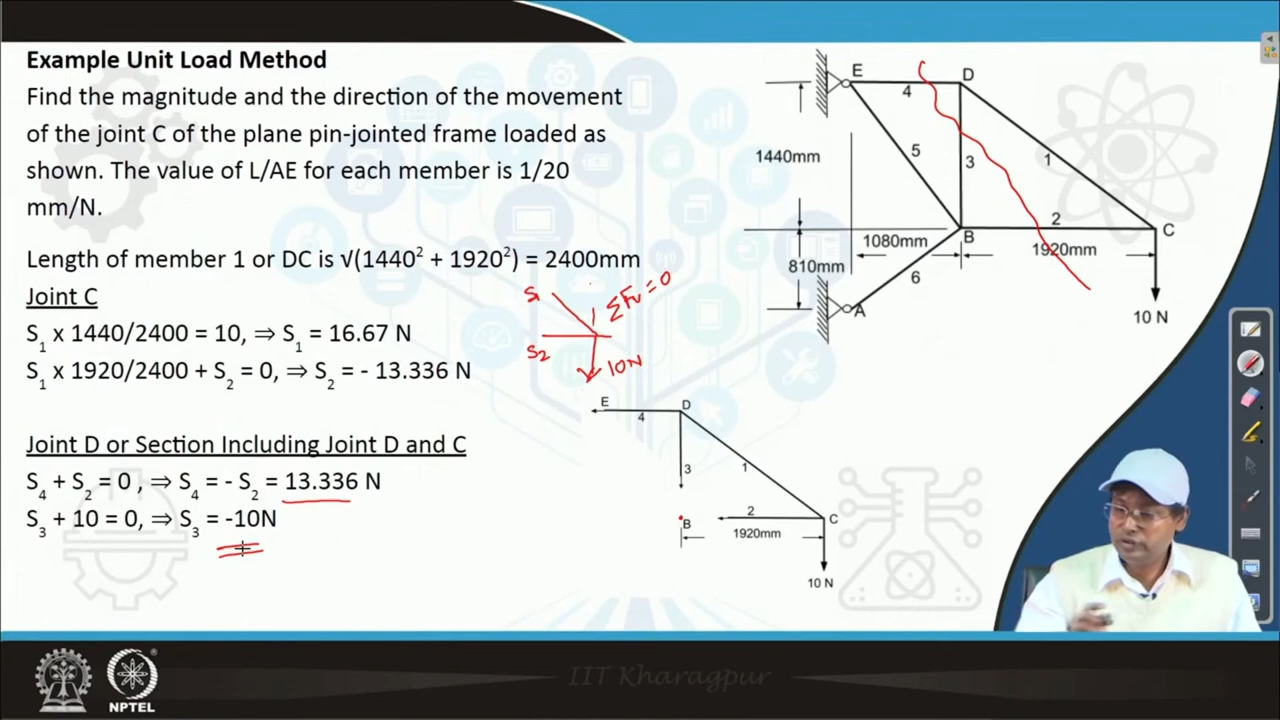 Example Unit Load Method
Find the magnitude and the direction of the movement
of the joint C of the plane pin-jointed frame loaded as
shown. The value of L/AE for each member is 1/20
mm/N.
Length of member 1 or DC is √(1440² + 1920²) = 2400mm
Joint C
S₁ x 1440/2400 = 10, ⇒ S₁ = 16.67 N
S₁ x 1920/2400 + S₂ = 0, ⇒ S₂ = - 13.336 N
Joint D or Section Including Joint D and C
S₄ + S₂ = 0 , ⇒ S₄ = - S₂ = 13.336 N
S₃ + 10 = 0, ⇒ S₃ = -10N
S₁
ΣFv = 0
S₂
10N
E
D
4
1440mm
5
3
1
2
B
C
1080mm
1920mm
810mm
6
A
10 N
E
D
4
3
1
2
B
C
1920mm
10 N
IIT Kharagpur
NPTEL